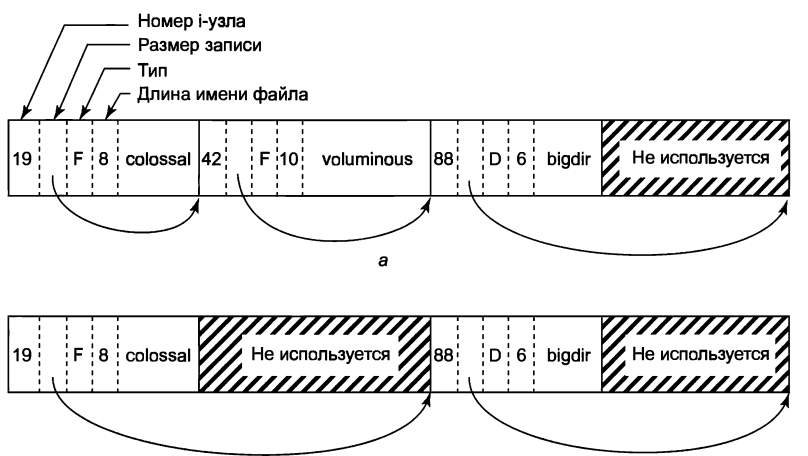 Номер i-узла
Размер записи
Тип
Длина имени файла
19 F 8 colossal 42 F 10 voluminous 88 D 6 bigdir Не используется
а
19 F 8 colossal Не используется 88 D 6 bigdir Не используется